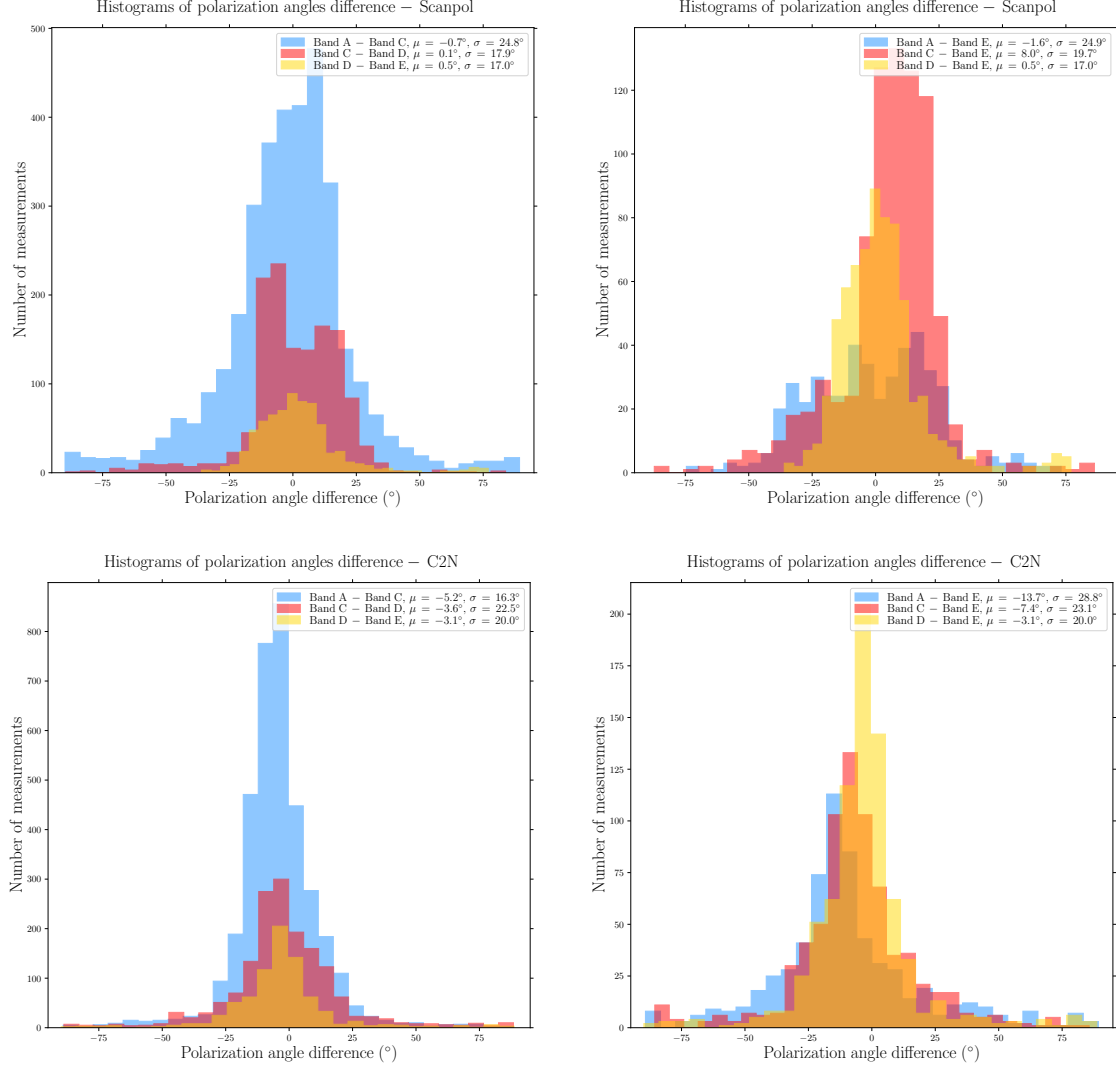 Histograms of polarization angles difference − Scanpol
Band A − Band C, μ = −0.7°, σ = 24.8°
Band C − Band D, μ = 0.1°, σ = 17.9°
Band D − Band E, μ = 0.5°, σ = 17.0°
Number of measurements
500
400
300
200
100
0
−75 −50 −25 0 25 50 75
Polarization angle difference (°)
Histograms of polarization angles difference − Scanpol
Band A − Band E, μ = −1.6°, σ = 24.9°
Band C − Band E, μ = 8.0°, σ = 19.7°
Band D − Band E, μ = 0.5°, σ = 17.0°
Number of measurements
120
100
80
60
40
20
0
−75 −50 −25 0 25 50 75
Polarization angle difference (°)
Histograms of polarization angles difference − C2N
Band A − Band C, μ = −5.2°, σ = 16.3°
Band C − Band D, μ = −3.6°, σ = 22.5°
Band D − Band E, μ = −3.1°, σ = 20.0°
Number of measurements
800
700
600
500
400
300
200
100
0
−75 −50 −25 0 25 50 75
Polarization angle difference (°)
Histograms of polarization angles difference − C2N
Band A − Band E, μ = −13.7°, σ = 28.8°
Band C − Band E, μ = −7.4°, σ = 23.1°
Band D − Band E, μ = −3.1°, σ = 20.0°
Number of measurements
200
175
150
125
100
75
50
25
0
−75 −50 −25 0 25 50 75
Polarization angle difference (°)